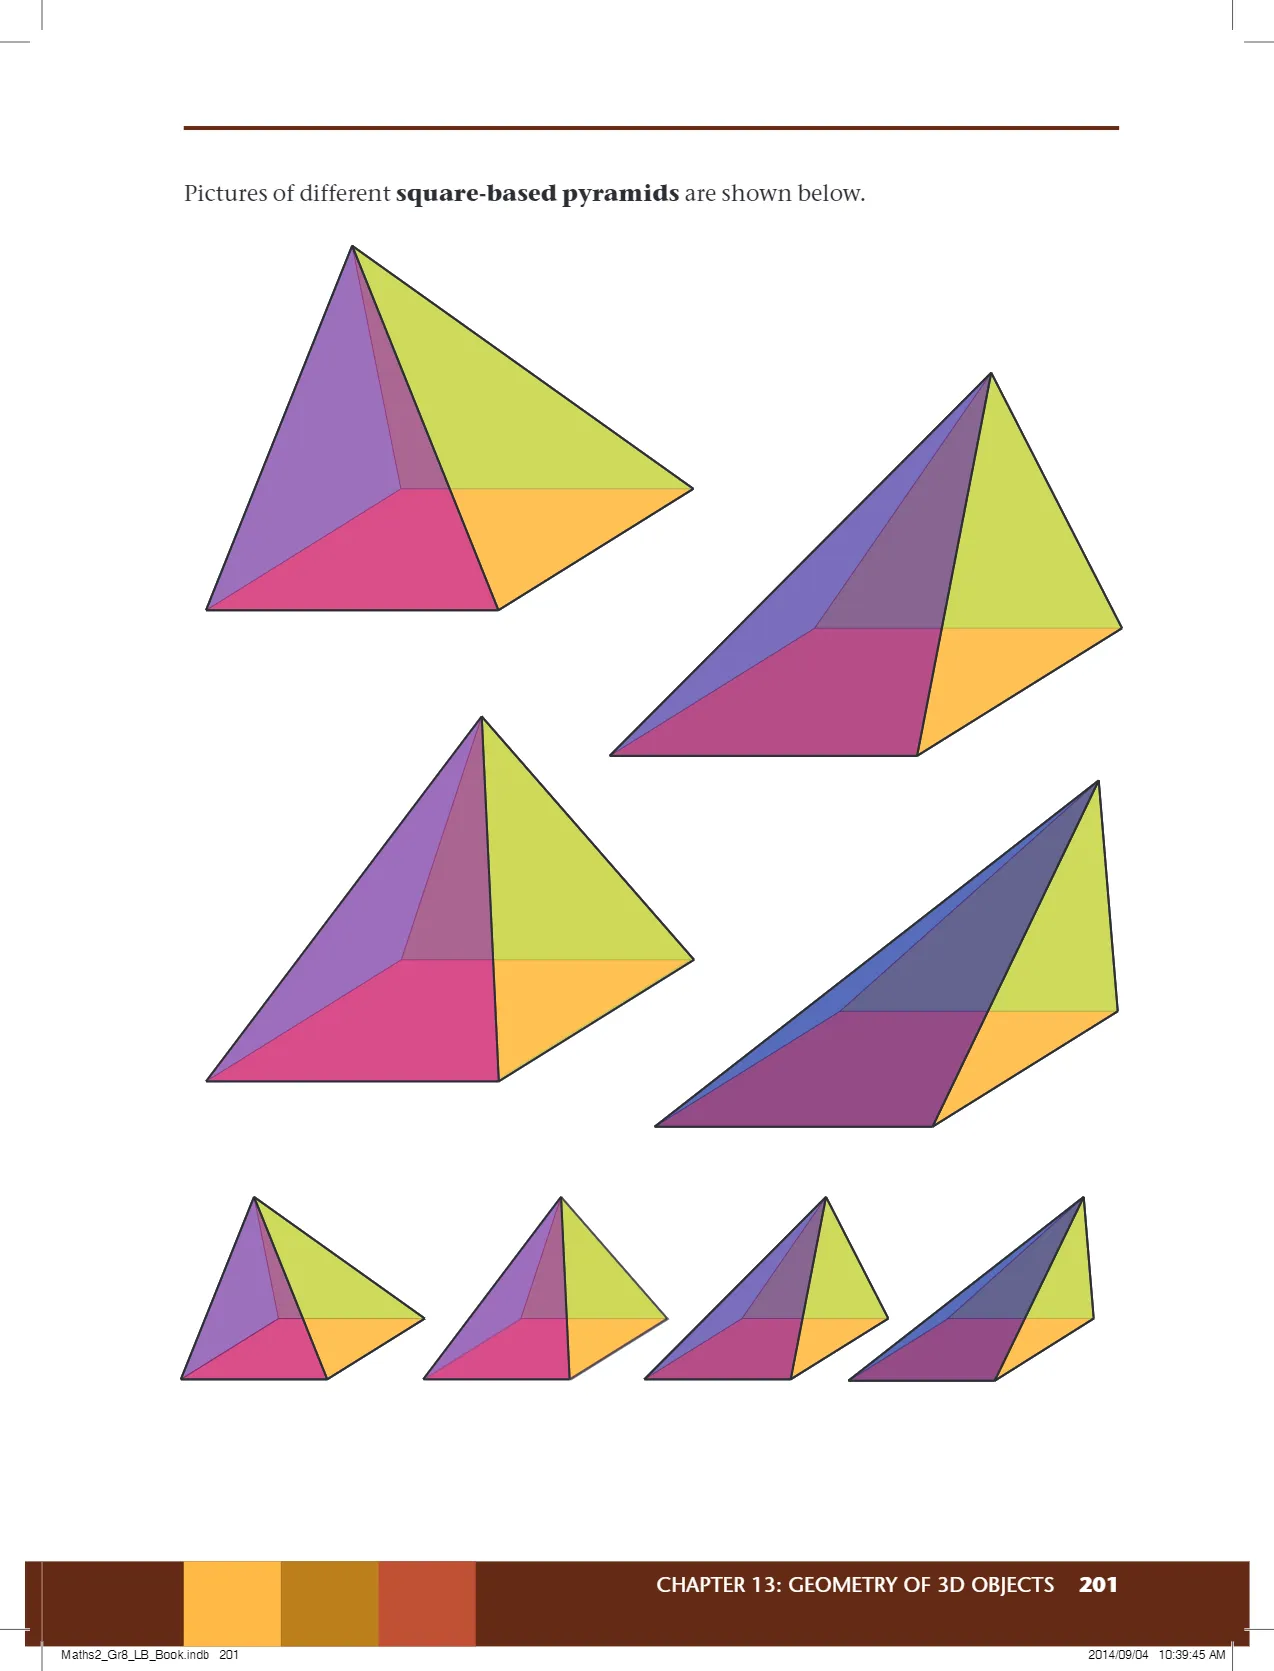 Pictures of different square-based pyramids are shown below.
CHAPTER 13: GEOMETRY OF 3D OBJECTS 201
Maths2_Gr8_LB_Book.indb 201 2014/09/04 10:39:45 AM